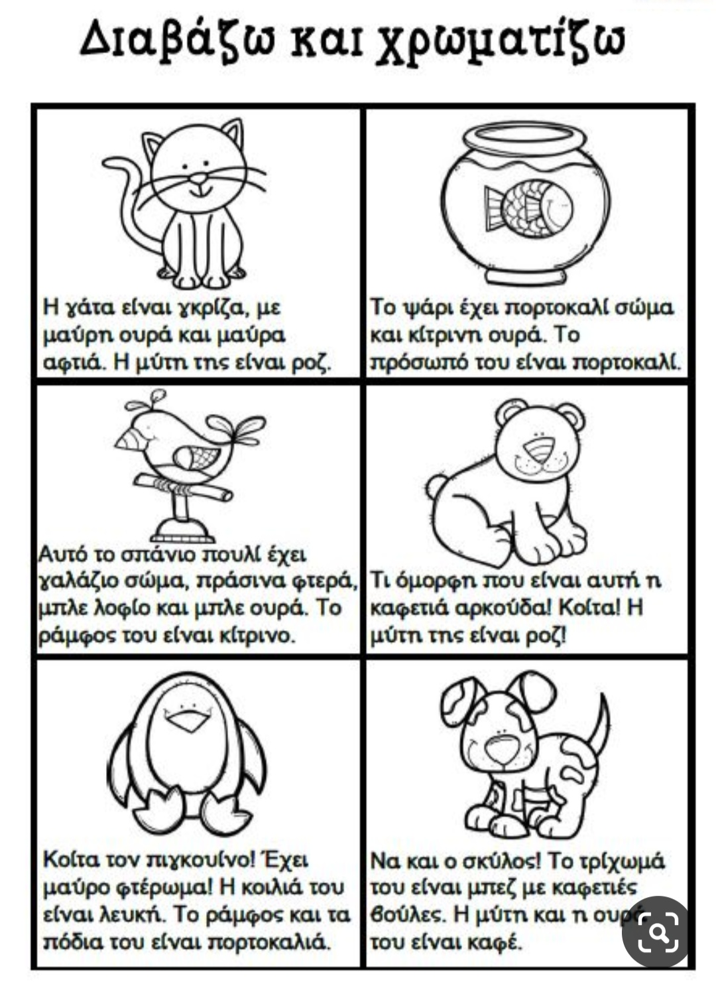 Διαβάζω και χρωματίζω
Η γάτα είναι γκρίζα, με
μαύρη ουρά και μαύρα
αφτιά. Η μύτη της είναι ροζ.
Το ψάρι έχει πορτοκαλί σώμα
και κίτρινη ουρά. Το
πρόσωπό του είναι πορτοκαλί.
Αυτό το σπάνιο πουλί έχει
γαλάζιο σώμα, πράσινα φτερά,
μπλε λοφίο και μπλε ουρά. Το
ράμφος του είναι κίτρινο.
Τι όμορφη που είναι αυτή η
καφετιά αρκούδα! Κοίτα! Η
μύτη της είναι ροζ!
Κοίτα τον πιγκουίνο! Έχει
μαύρο φτέρωμα! Η κοιλιά του
είναι λευκή. Το ράμφος και τα
πόδια του είναι πορτοκαλιά.
Να και ο σκύλος! Το τρίχωμά
του είναι μπεζ με καφετιές
βούλες. Η μύτη και η ουρά
του είναι καφέ.